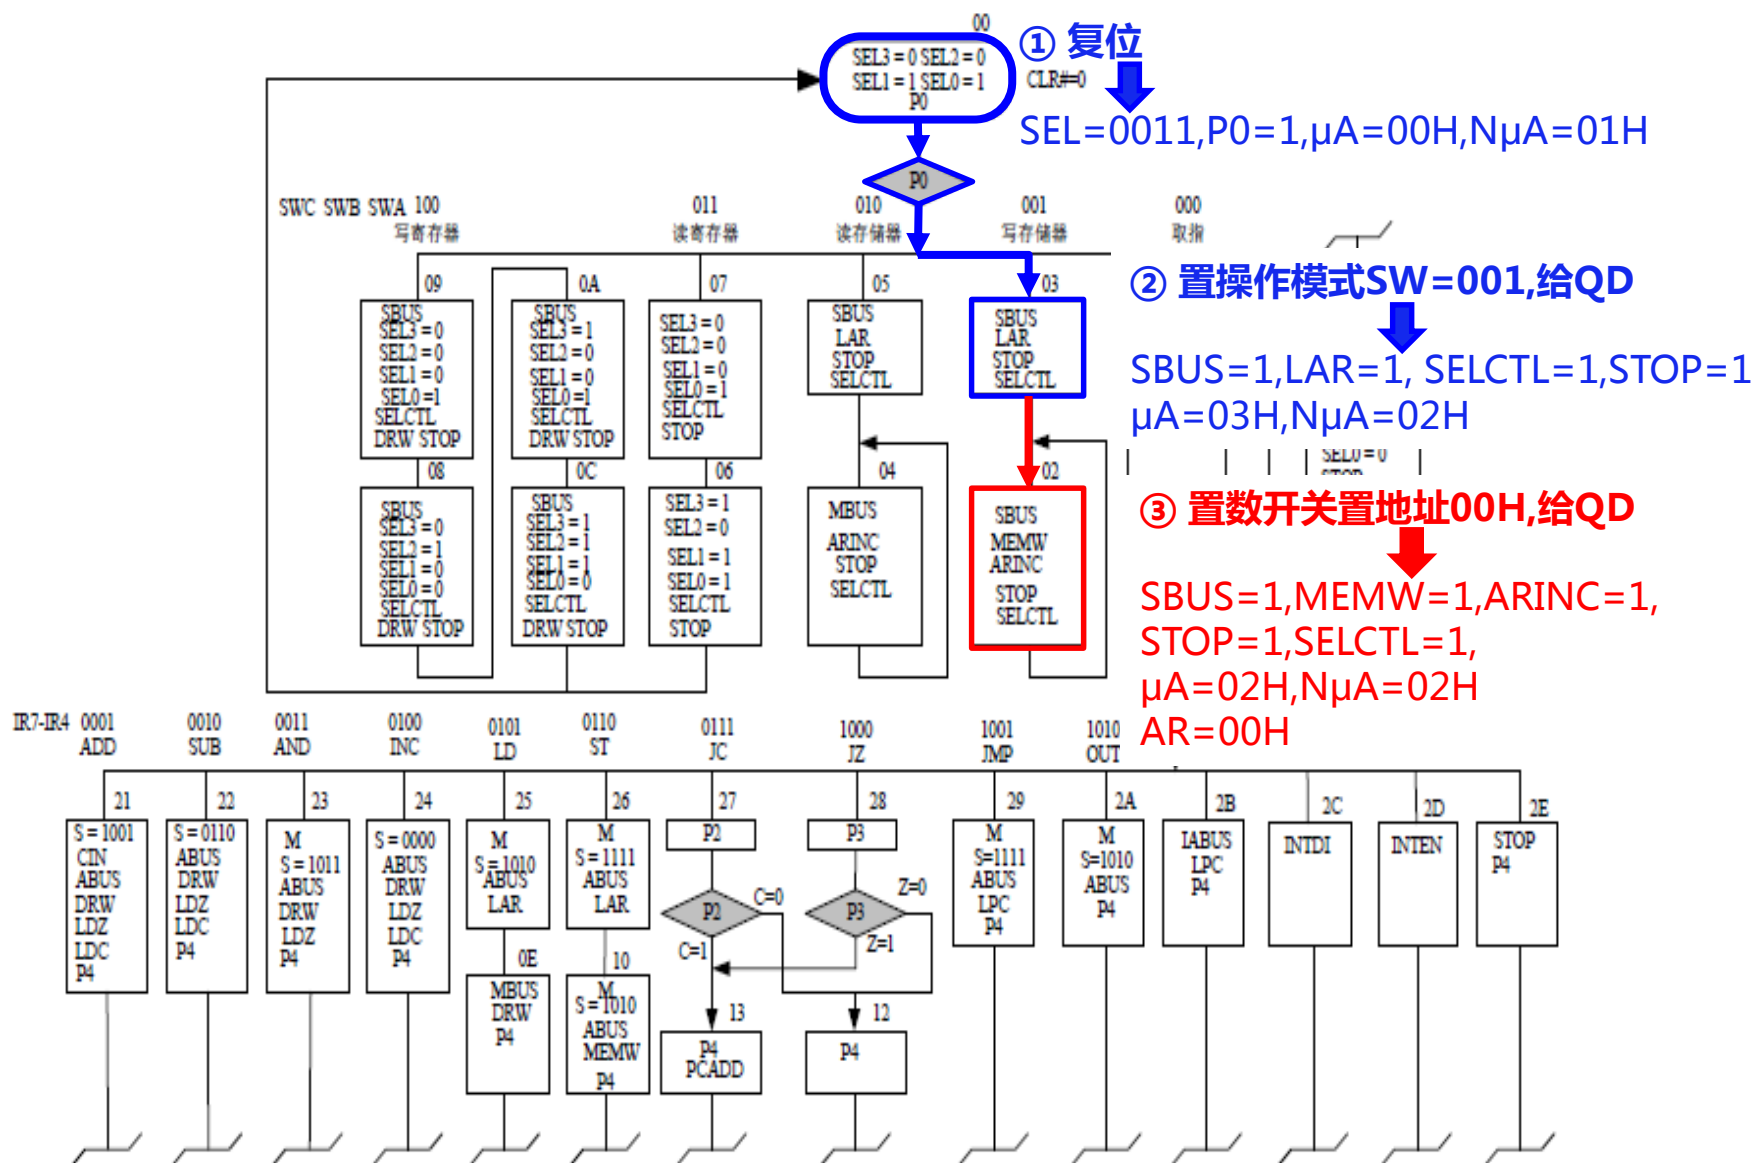 00
SEL3 = 0 SEL2 = 0
SEL1 = 1 SEL0 = 1
P0
CLR#=0
① 复位
SEL=0011,P0=1,μA=00H,NμA=01H
P0
SWC SWB SWA 100
写寄存器
011
读寄存器
010
读存储器
001
写存储器
000
取指
② 置操作模式SW=001,给QD
SBUS=1,LAR=1, SELCTL=1,STOP=1
μA=03H,NμA=02H
09
SBUS
SEL3 = 0
SEL2 = 0
SEL1 = 0
SEL0 =1
SELCTL
DRW STOP
0A
SBUS
SEL3 = 1
SEL2 = 0
SEL1 = 0
SEL0 =1
SELCTL
DRW STOP
07
SEL3 = 0
SEL2 = 0
SEL1 = 0
SEL0 = 1
SELCTL
STOP
05
SBUS
LAR
STOP
SELCTL
03
SBUS
LAR
STOP
SELCTL
SEL0 = 0
08
SBUS
SEL3 = 0
SEL2 = 1
SEL1 = 0
SEL0 = 0
SELCTL
DRW STOP
0C
SBUS
SEL3 = 1
SEL2 = 1
SEL1 = 1
SEL0 = 0
SELCTL
DRW STOP
06
SEL3 = 1
SEL2 = 0
SEL1 = 1
SEL0 = 1
SELCTL
STOP
04
MBUS
ARINC
STOP
SELCTL
02
SBUS
MEMW
ARINC
STOP
SELCTL
③ 置数开关置地址00H,给QD
SBUS=1,MEMW=1,ARINC=1,
STOP=1,SELCTL=1,
μA=02H,NμA=02H
AR=00H
IR7-IR4 0001
ADD
0010
SUB
0011
AND
0100
INC
0101
LD
0110
ST
0111
JC
1000
JZ
1001
JMP
1010
OUT
21
S = 1001
CIN
ABUS
DRW
LDZ
LDC
P4
22
S = 0110
ABUS
DRW
LDZ
LDC
P4
23
M
S = 1011
ABUS
DRW
LDZ
P4
24
S = 0000
ABUS
DRW
LDZ
LDC
P4
25
M
S = 1010
ABUS
LAR
26
M
S = 1111
ABUS
LAR
27
P2
28
P3
29
M
S=1111
ABUS
LPC
P4
2A
M
S=1010
ABUS
P4
2B
IABUS
LPC
P4
2C
INTDI
2D
INTEN
2E
STOP
P4
P2
C=0
C=1
P3
Z=0
Z=1
0E
MBUS
DRW
P4
10
M
S = 1010
ABUS
MEMW
P4
13
P4
PCADD
12
P4